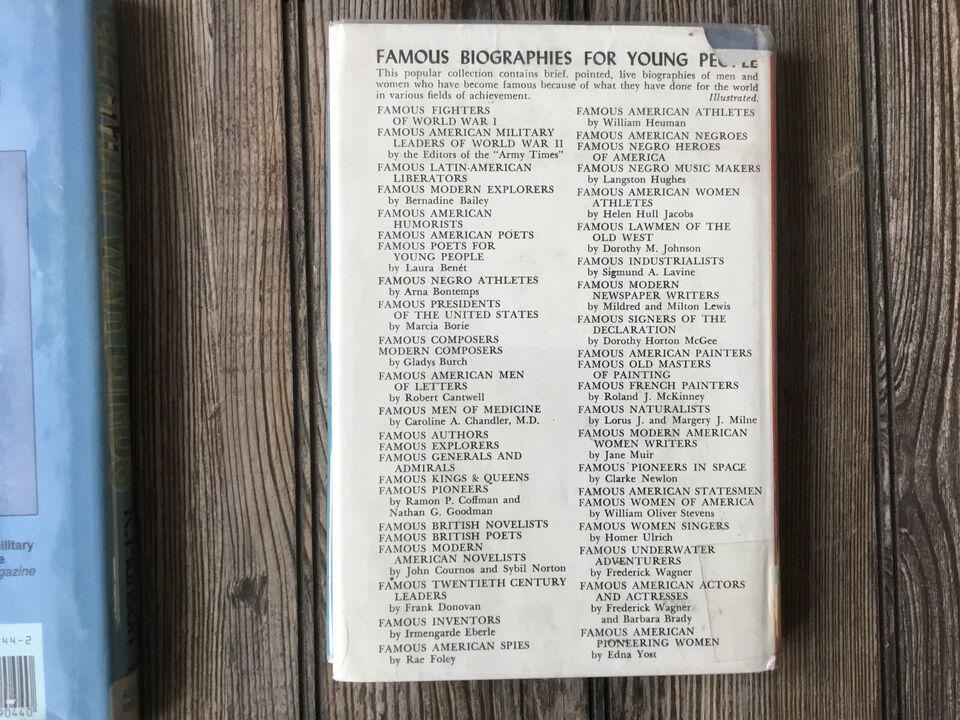 FAMOUS BIOGRAPHIES FOR YOUNG PEOPLE
This popular collection contains brief, pointed, live biographies of men and
women who have become famous because of what they have done for the world
in various fields of achievement. Illustrated.
FAMOUS FIGHTERS
OF WORLD WAR I
FAMOUS AMERICAN MILITARY
LEADERS OF WORLD WAR II
by the Editors of the "Army Times"
FAMOUS LATIN-AMERICAN
LIBERATORS
FAMOUS MODERN EXPLORERS
by Bernadine Bailey
FAMOUS AMERICAN
HUMORISTS
FAMOUS AMERICAN POETS
FAMOUS POETS FOR
YOUNG PEOPLE
by Laura Benét
FAMOUS NEGRO ATHLETES
by Arna Bontemps
FAMOUS PRESIDENTS
OF THE UNITED STATES
by Marcia Borie
FAMOUS COMPOSERS
MODERN COMPOSERS
by Gladys Burch
FAMOUS AMERICAN MEN
OF LETTERS
by Robert Cantwell
FAMOUS MEN OF MEDICINE
by Caroline A. Chandler, M.D.
FAMOUS AUTHORS
FAMOUS EXPLORERS
FAMOUS GENERALS AND
ADMIRALS
FAMOUS KINGS & QUEENS
FAMOUS PIONEERS
by Ramon P. Coffman and
Nathan G. Goodman
FAMOUS BRITISH NOVELISTS
FAMOUS BRITISH POETS
FAMOUS MODERN
AMERICAN NOVELISTS
by John Cournos and Sybil Norton
FAMOUS TWENTIETH CENTURY
LEADERS
by Frank Donovan
FAMOUS INVENTORS
by Irmengarde Eberle
FAMOUS AMERICAN SPIES
by Rae Foley
FAMOUS AMERICAN ATHLETES
by William Heuman
FAMOUS AMERICAN NEGROES
FAMOUS NEGRO HEROES
OF AMERICA
FAMOUS NEGRO MUSIC MAKERS
by Langston Hughes
FAMOUS AMERICAN WOMEN
ATHLETES
by Helen Hull Jacobs
FAMOUS LAWMEN OF THE
OLD WEST
by Dorothy M. Johnson
FAMOUS INDUSTRIALISTS
by Sigmund A. Lavine
FAMOUS MODERN
NEWSPAPER WRITERS
by Mildred and Milton Lewis
FAMOUS SIGNERS OF THE
DECLARATION
by Dorothy Horton McGee
FAMOUS AMERICAN PAINTERS
FAMOUS OLD MASTERS
OF PAINTING
FAMOUS FRENCH PAINTERS
by Roland J. McKinney
FAMOUS NATURALISTS
by Lorus J. and Margery J. Milne
FAMOUS MODERN AMERICAN
WOMEN WRITERS
by Jane Muir
FAMOUS PIONEERS IN SPACE
by Clarke Newlon
FAMOUS AMERICAN STATESMEN
FAMOUS WOMEN OF AMERICA
by William Oliver Stevens
FAMOUS WOMEN SINGERS
by Homer Ulrich
FAMOUS UNDERWATER
ADVENTURERS
by Frederick Wagner
FAMOUS AMERICAN ACTORS
AND ACTRESSES
by Frederick Wagner
and Barbara Brady
FAMOUS AMERICAN
PIONEERING WOMEN
by Edna Yost
44-2
90440